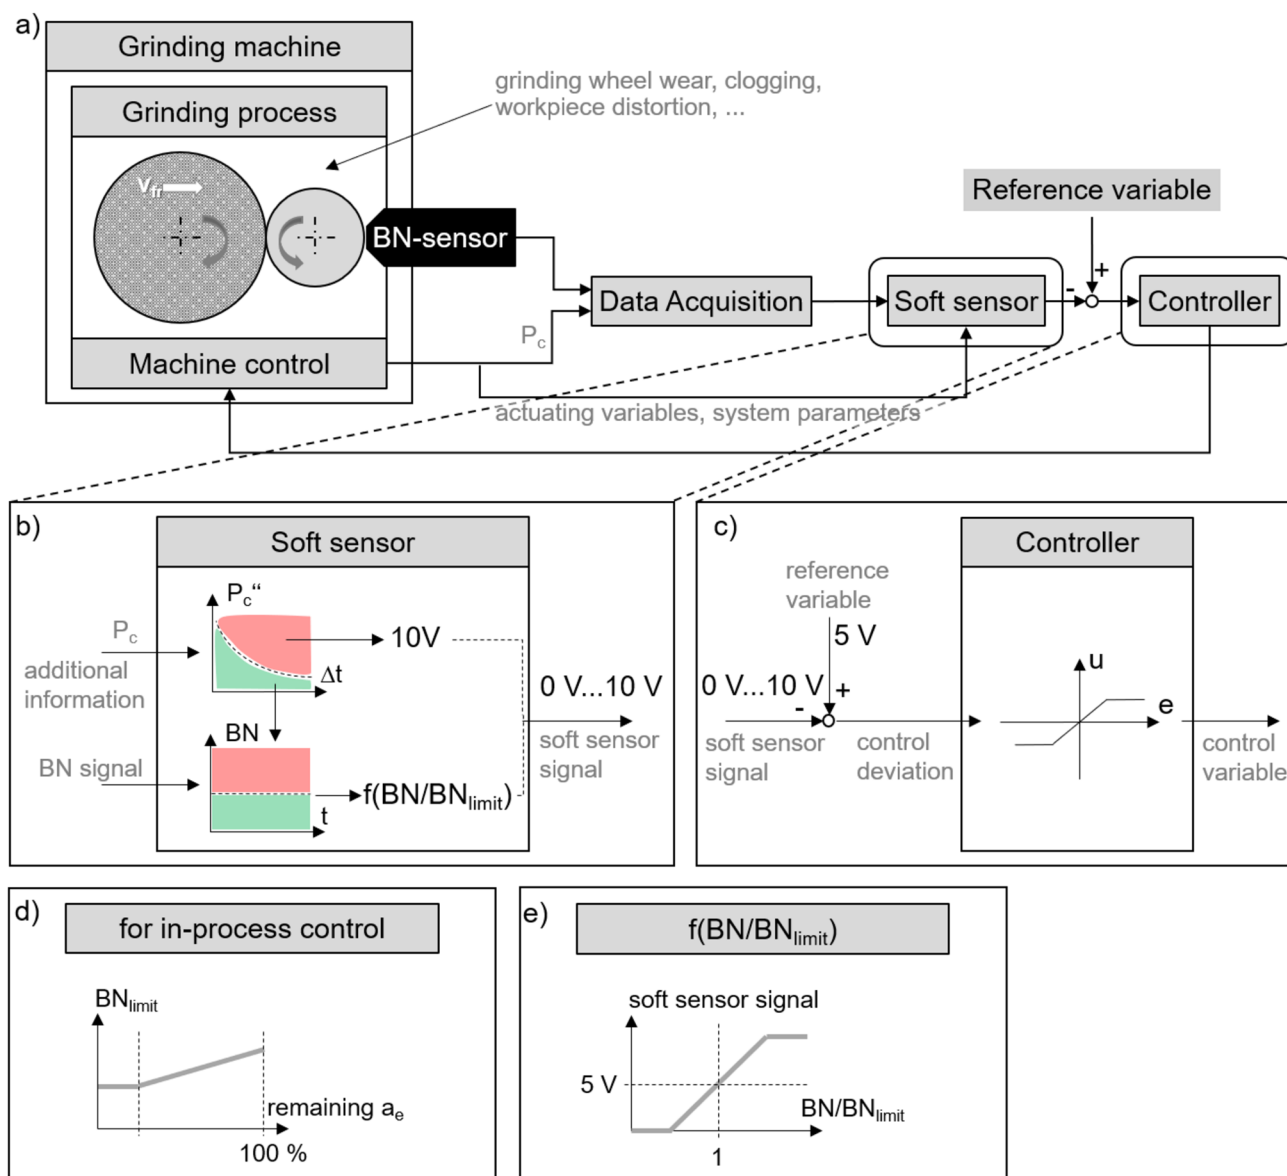 a)
Grinding machine
Grinding process
grinding wheel wear, clogging,
workpiece distortion, ...
vfr
BN-sensor
Reference variable
+
-
Data Acquisition
Soft sensor
Controller
Pc
Machine control
actuating variables, system parameters
b)
Soft sensor
Pc“
Pc
10V
additional
information
Δt
0 V...10 V
BN
soft sensor
signal
BN signal
f(BN/BNlimit)
t
c)
Controller
reference
variable
5 V
u
0 V...10 V
+
-
e
soft sensor
signal
control
deviation
control
variable
d)
for in-process control
BNlimit
remaining ae
100 %
e)
f(BN/BNlimit)
soft sensor signal
5 V
BN/BNlimit
1